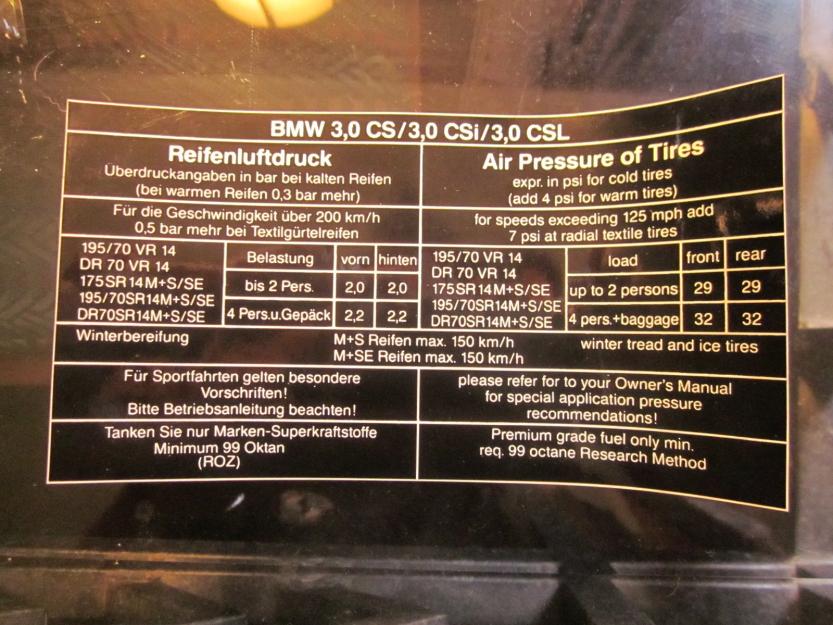 BMW 3,0 CS/3,0 CSi/3,0 CSL
Reifenluftdruck
Überdruckangaben in bar bei kalten Reifen
(bei warmen Reifen 0,3 bar mehr)
Air Pressure of Tires
expr. in psi for cold tires
(add 4 psi for warm tires)
Für die Geschwindigkeit über 200 km/h
0,5 bar mehr bei Textilgürtelreifen
for speeds exceeding 125 mph add
7 psi at radial textile tires
195/70 VR 14
DR 70 VR 14
175SR14M+S/SE
195/70SR14M+S/SE
DR70SR14M+S/SE
Belastung vorn hinten
bis 2 Pers. 2,0 2,0
4 Pers.u.Gepäck 2,2 2,2
195/70 VR 14
DR 70 VR 14
175SR14M+S/SE
195/70SR14M+S/SE
DR70SR14M+S/SE
load front rear
up to 2 persons 29 29
4 pers.+baggage 32 32
Winterbereifung M+S Reifen max. 150 km/h winter tread and ice tires
M+SE Reifen max. 150 km/h
Für Sportfahrten gelten besondere
Vorschriften!
Bitte Betriebsanleitung beachten!
please refer for to your Owner's Manual
for special application pressure
recommendations!
Tanken Sie nur Marken-Superkraftstoffe
Minimum 99 Oktan
(ROZ)
Premium grade fuel only min.
req. 99 octane Research Method